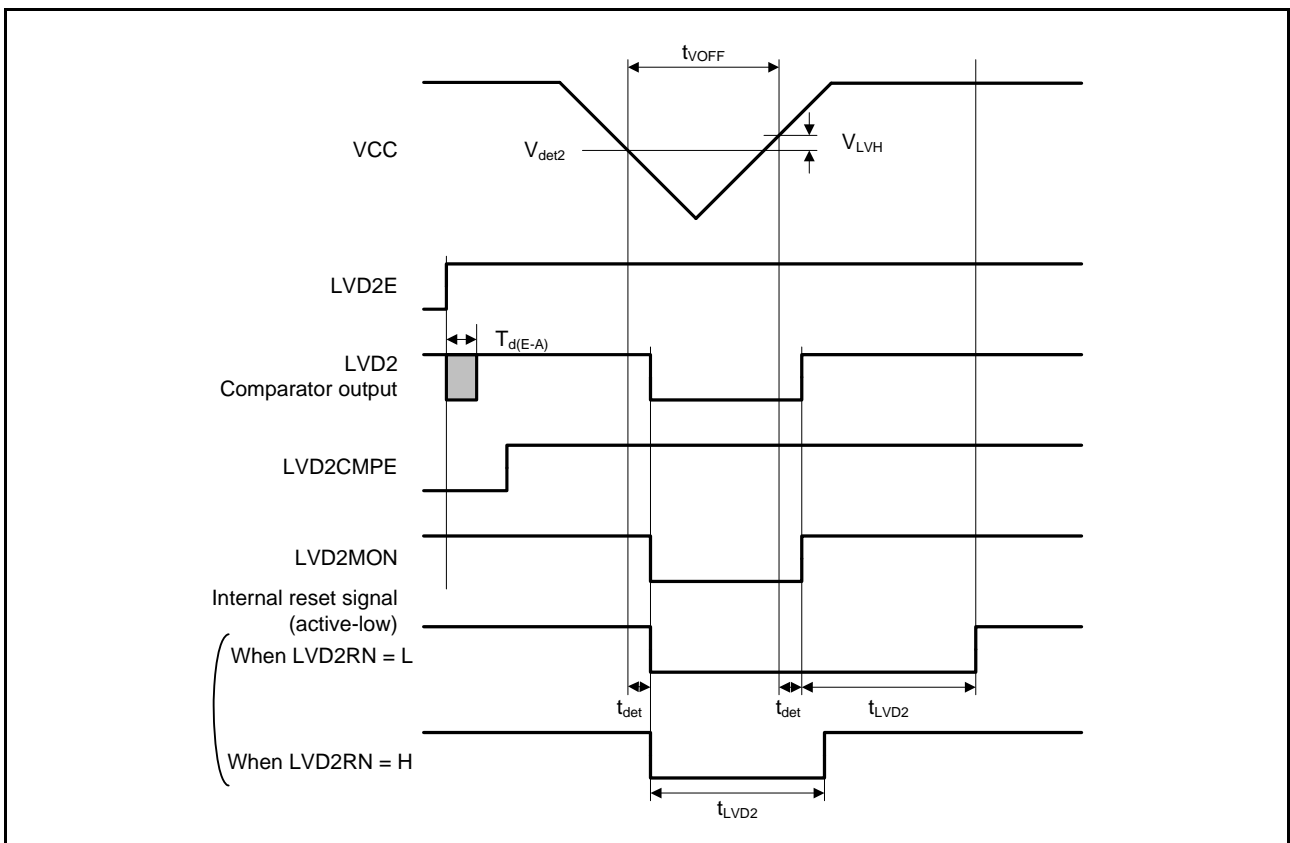 tVOFF
VCC
Vdet2
VLVH
LVD2E
Td(E-A)
LVD2
Comparator output
LVD2CMPE
LVD2MON
Internal reset signal
(active-low)
When LVD2RN = L
tdet
tdet
tLVD2
When LVD2RN = H
tLVD2